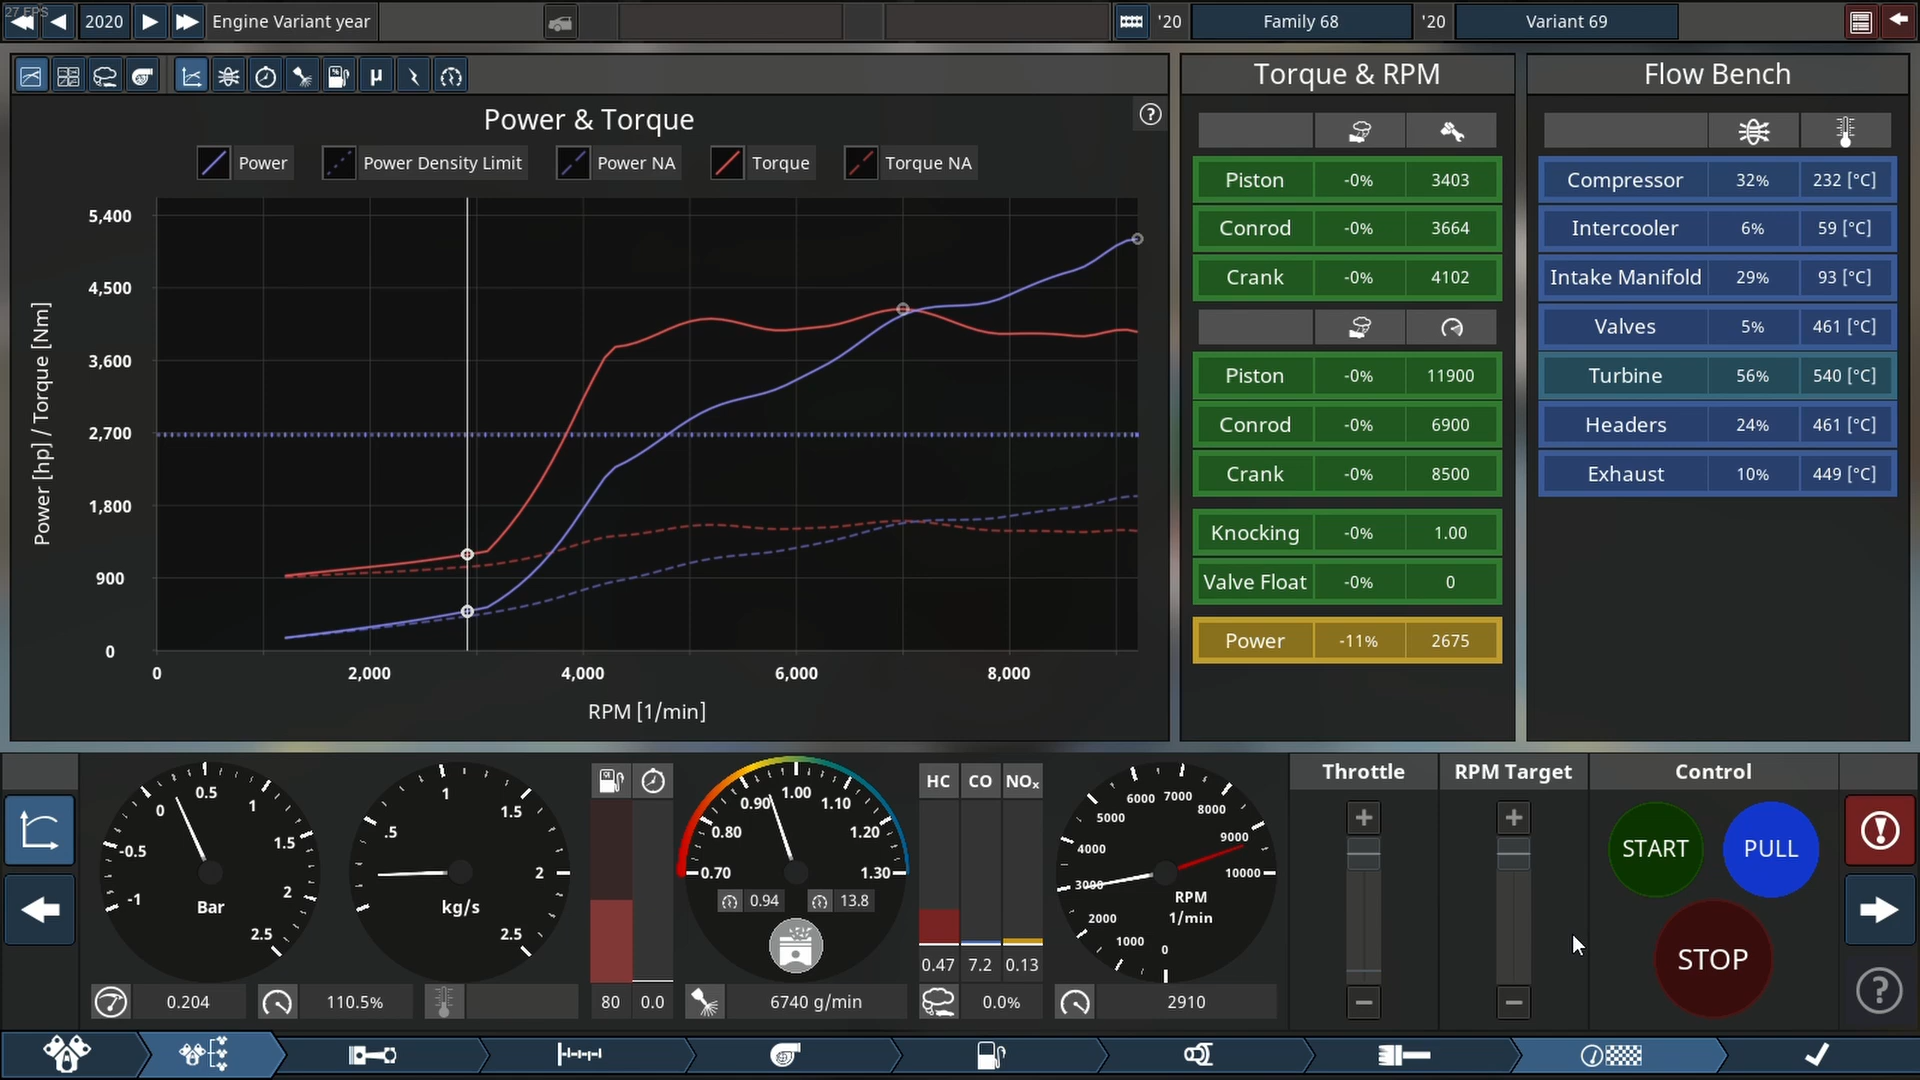 27 FPS
2020
Engine Variant year
'20
Family 68
'20
Variant 69
Power & Torque
Power
Power Density Limit
Power NA
Torque
Torque NA
5,400
4,500
3,600
2,700
1,800
900
0
Power [hp] / Torque [Nm]
0
2,000
4,000
6,000
8,000
RPM [1/min]
Torque & RPM
Piston -0% 3403
Conrod -0% 3664
Crank -0% 4102
Piston -0% 11900
Conrod -0% 6900
Crank -0% 8500
Knocking -0% 1.00
Valve Float -0% 0
Power -11% 2675
Flow Bench
Compressor 32% 232 [°C]
Intercooler 6% 59 [°C]
Intake Manifold 29% 93 [°C]
Valves 5% 461 [°C]
Turbine 56% 540 [°C]
Headers 24% 461 [°C]
Exhaust 10% 449 [°C]
-1
-0.5
0
0.5
1
1.5
2
2.5
Bar
0.204
110.5%
.5
1
1.5
2
2.5
kg/s
80
0.0
0.70
0.80
0.90
1.00
1.10
1.20
1.30
0.94
13.8
6740 g/min
HC CO NOx
0.47 7.2 0.13
0.0%
0
1000
2000
3000
4000
5000
6000
7000
8000
9000
10000
RPM
1/min
2910
Throttle
+
−
RPM Target
+
−
Control
START
PULL
STOP
μ
?
?